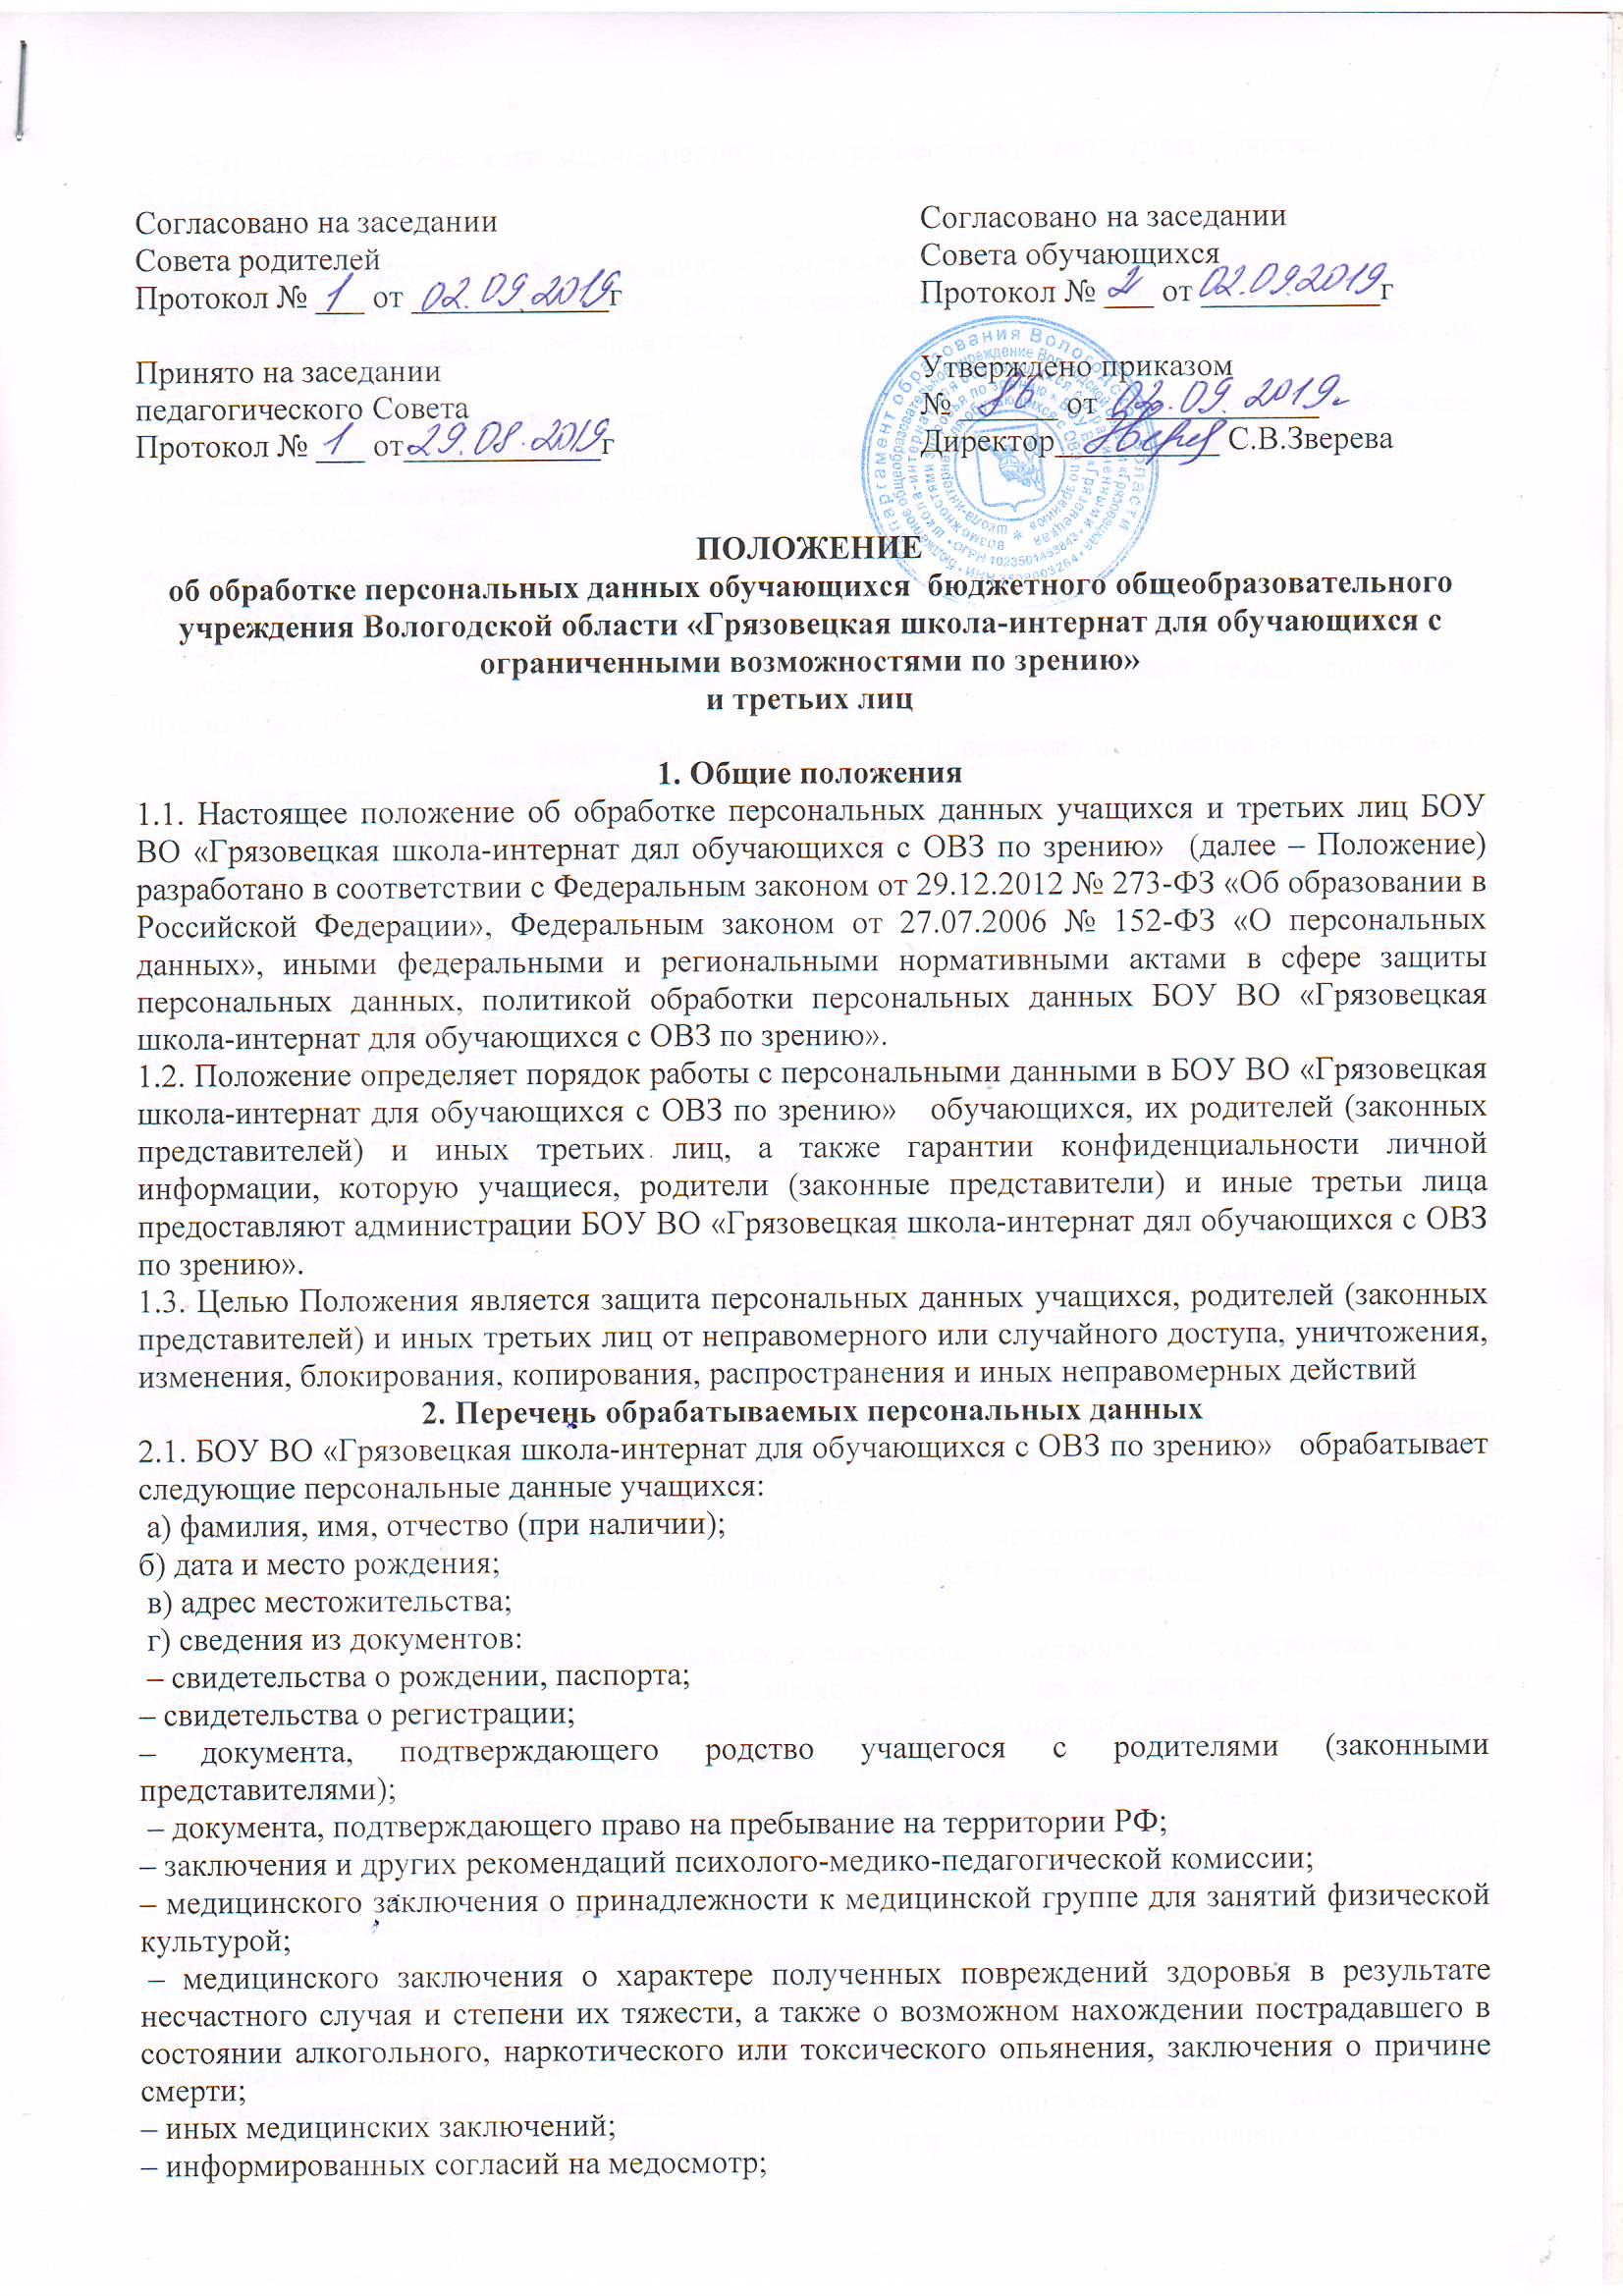 Согласовано на заседании
Совета родителей
Протокол № 1 от 02.09.2019г
Согласовано на заседании
Совета обучающихся
Протокол № 2 от 02.09.2019г
Принято на заседании
педагогического Совета
Протокол № 1 от 29.08.2019г
Утверждено приказом
№ от 02.09.2019г
Директор С.В.Зверева
ПОЛОЖЕНИЕ
об обработке персональных данных обучающихся бюджетного общеобразовательного
учреждения Вологодской области «Грязовецкая школа-интернат для обучающихся с
ограниченными возможностями по зрению»
и третьих лиц
1. Общие положения
1.1. Настоящее положение об обработке персональных данных учащихся и третьих лиц БОУ
ВО «Грязовецкая школа-интернат дял обучающихся с ОВЗ по зрению» (далее – Положение)
разработано в соответствии с Федеральным законом от 29.12.2012 № 273-ФЗ «Об образовании в
Российской Федерации», Федеральным законом от 27.07.2006 № 152-ФЗ «О персональных
данных», иными федеральными и региональными нормативными актами в сфере защиты
персональных данных, политикой обработки персональных данных БОУ ВО «Грязовецкая
школа-интернат для обучающихся с ОВЗ по зрению».
1.2. Положение определяет порядок работы с персональными данными в БОУ ВО «Грязовецкая
школа-интернат для обучающихся с ОВЗ по зрению» обучающихся, их родителей (законных
представителей) и иных третьих лиц, а также гарантии конфиденциальности личной
информации, которую учащиеся, родители (законные представители) и иные третьи лица
предоставляют администрации БОУ ВО «Грязовецкая школа-интернат дял обучающихся с ОВЗ
по зрению».
1.3. Целью Положения является защита персональных данных учащихся, родителей (законных
представителей) и иных третьих лиц от неправомерного или случайного доступа, уничтожения,
изменения, блокирования, копирования, распространения и иных неправомерных действий
2. Перечень обрабатываемых персональных данных
2.1. БОУ ВО «Грязовецкая школа-интернат для обучающихся с ОВЗ по зрению» обрабатывает
следующие персональные данные учащихся:
а) фамилия, имя, отчество (при наличии);
б) дата и место рождения;
в) адрес местожительства;
г) сведения из документов:
– свидетельства о рождении, паспорта;
– свидетельства о регистрации;
– документа, подтверждающего родство учащегося с родителями (законными
представителями);
– документа, подтверждающего право на пребывание на территории РФ;
– заключения и других рекомендаций психолого-медико-педагогической комиссии;
– медицинского заключения о принадлежности к медицинской группе для занятий физической
культурой;
– медицинского заключения о характере полученных повреждений здоровья в результате
несчастного случая и степени их тяжести, а также о возможном нахождении пострадавшего в
состоянии алкогольного, наркотического или токсического опьянения, заключения о причине
смерти;
– иных медицинских заключений;
– информированных согласий на медосмотр;